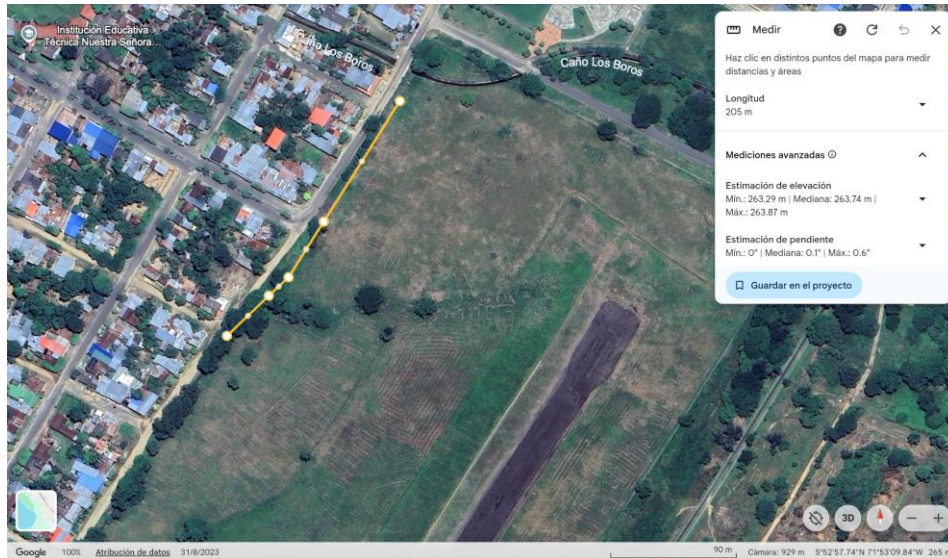 Institución Educativa
Técnica Nuestra Señora...
Caño Los Boros
Caño Los Boros
Medir
Haz clic en distintos puntos del mapa para medir
distancias y áreas
Longitud
205 m
Mediciones avanzadas
Estimación de elevación
Mín.: 263.29 m | Mediana: 263.74 m |
Máx.: 263.87 m
Estimación de pendiente
Mín.: 0° | Mediana: 0.1° | Máx.: 0.6°
Guardar en el proyecto
3D
Google 100% Atribución de datos 31/8/2023 90 m Cámara: 929 m 5°52'57.74"N 71°53'09.84"W 265